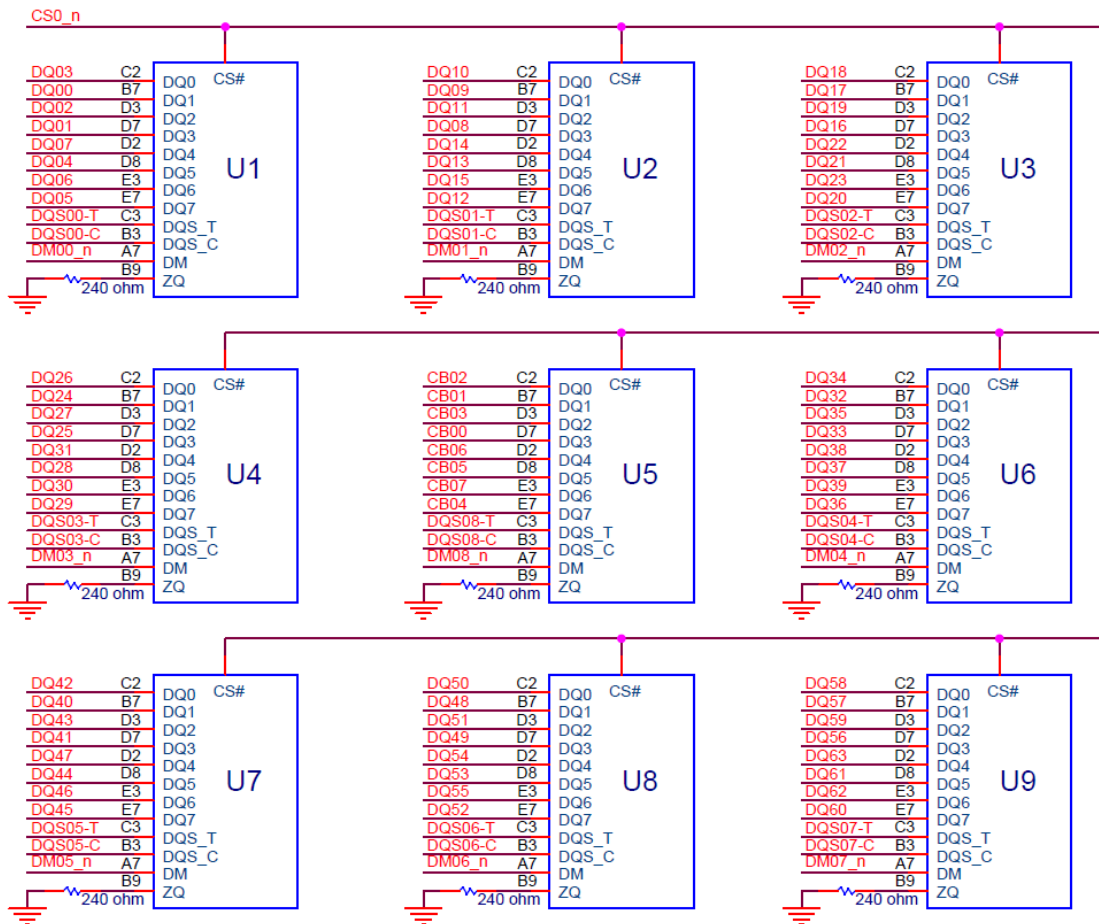 CS0_n
DQ03 C2 DQ0 CS# DQ10 C2 DQ0 CS# DQ18 C2 DQ0 CS#
DQ00 B7 DQ1 DQ09 B7 DQ1 DQ17 B7 DQ1
DQ02 D3 DQ2 DQ11 D3 DQ2 DQ19 D3 DQ2
DQ01 D7 DQ3 DQ08 D7 DQ3 DQ16 D7 DQ3
DQ07 D2 DQ4 DQ14 D2 DQ4 DQ22 D2 DQ4
DQ04 D8 DQ5 U1 DQ13 D8 DQ5 U2 DQ21 D8 DQ5 U3
DQ06 E3 DQ6 DQ15 E3 DQ6 DQ23 E3 DQ6
DQ05 E7 DQ7 DQ12 E7 DQ7 DQ20 E7 DQ7
DQS00-T C3 DQS_T DQS01-T C3 DQS_T DQS02-T C3 DQS_T
DQS00-C B3 DQS_C DQS01-C B3 DQS_C DQS02-C B3 DQS_C
DM00_n A7 DM DM01_n A7 DM DM02_n A7 DM
B9 ZQ B9 ZQ B9 ZQ
240 ohm 240 ohm 240 ohm
DQ26 C2 DQ0 CS# CB02 C2 DQ0 CS# DQ34 C2 DQ0 CS#
DQ24 B7 DQ1 CB01 B7 DQ1 DQ32 B7 DQ1
DQ27 D3 DQ2 CB03 D3 DQ2 DQ35 D3 DQ2
DQ25 D7 DQ3 CB00 D7 DQ3 DQ33 D7 DQ3
DQ31 D2 DQ4 CB06 D2 DQ4 DQ38 D2 DQ4
DQ28 D8 DQ5 U4 CB05 D8 DQ5 U5 DQ37 D8 DQ5 U6
DQ30 E3 DQ6 CB07 E3 DQ6 DQ39 E3 DQ6
DQ29 E7 DQ7 CB04 E7 DQ7 DQ36 E7 DQ7
DQS03-T C3 DQS_T DQS08-T C3 DQS_T DQS04-T C3 DQS_T
DQS03-C B3 DQS_C DQS08-C B3 DQS_C DQS04-C B3 DQS_C
DM03_n A7 DM DM08_n A7 DM DM04_n A7 DM
B9 ZQ B9 ZQ B9 ZQ
240 ohm 240 ohm 240 ohm
DQ42 C2 DQ0 CS# DQ50 C2 DQ0 CS# DQ58 C2 DQ0 CS#
DQ40 B7 DQ1 DQ48 B7 DQ1 DQ57 B7 DQ1
DQ43 D3 DQ2 DQ51 D3 DQ2 DQ59 D3 DQ2
DQ41 D7 DQ3 DQ49 D7 DQ3 DQ56 D7 DQ3
DQ47 D2 DQ4 DQ54 D2 DQ4 DQ63 D2 DQ4
DQ44 D8 DQ5 U7 DQ53 D8 DQ5 U8 DQ61 D8 DQ5 U9
DQ46 E3 DQ6 DQ55 E3 DQ6 DQ62 E3 DQ6
DQ45 E7 DQ7 DQ52 E7 DQ7 DQ60 E7 DQ7
DQS05-T C3 DQS_T DQS06-T C3 DQS_T DQS07-T C3 DQS_T
DQS05-C B3 DQS_C DQS06-C B3 DQS_C DQS07-C B3 DQS_C
DM05_n A7 DM DM06_n A7 DM DM07_n A7 DM
B9 ZQ B9 ZQ B9 ZQ
240 ohm 240 ohm 240 ohm